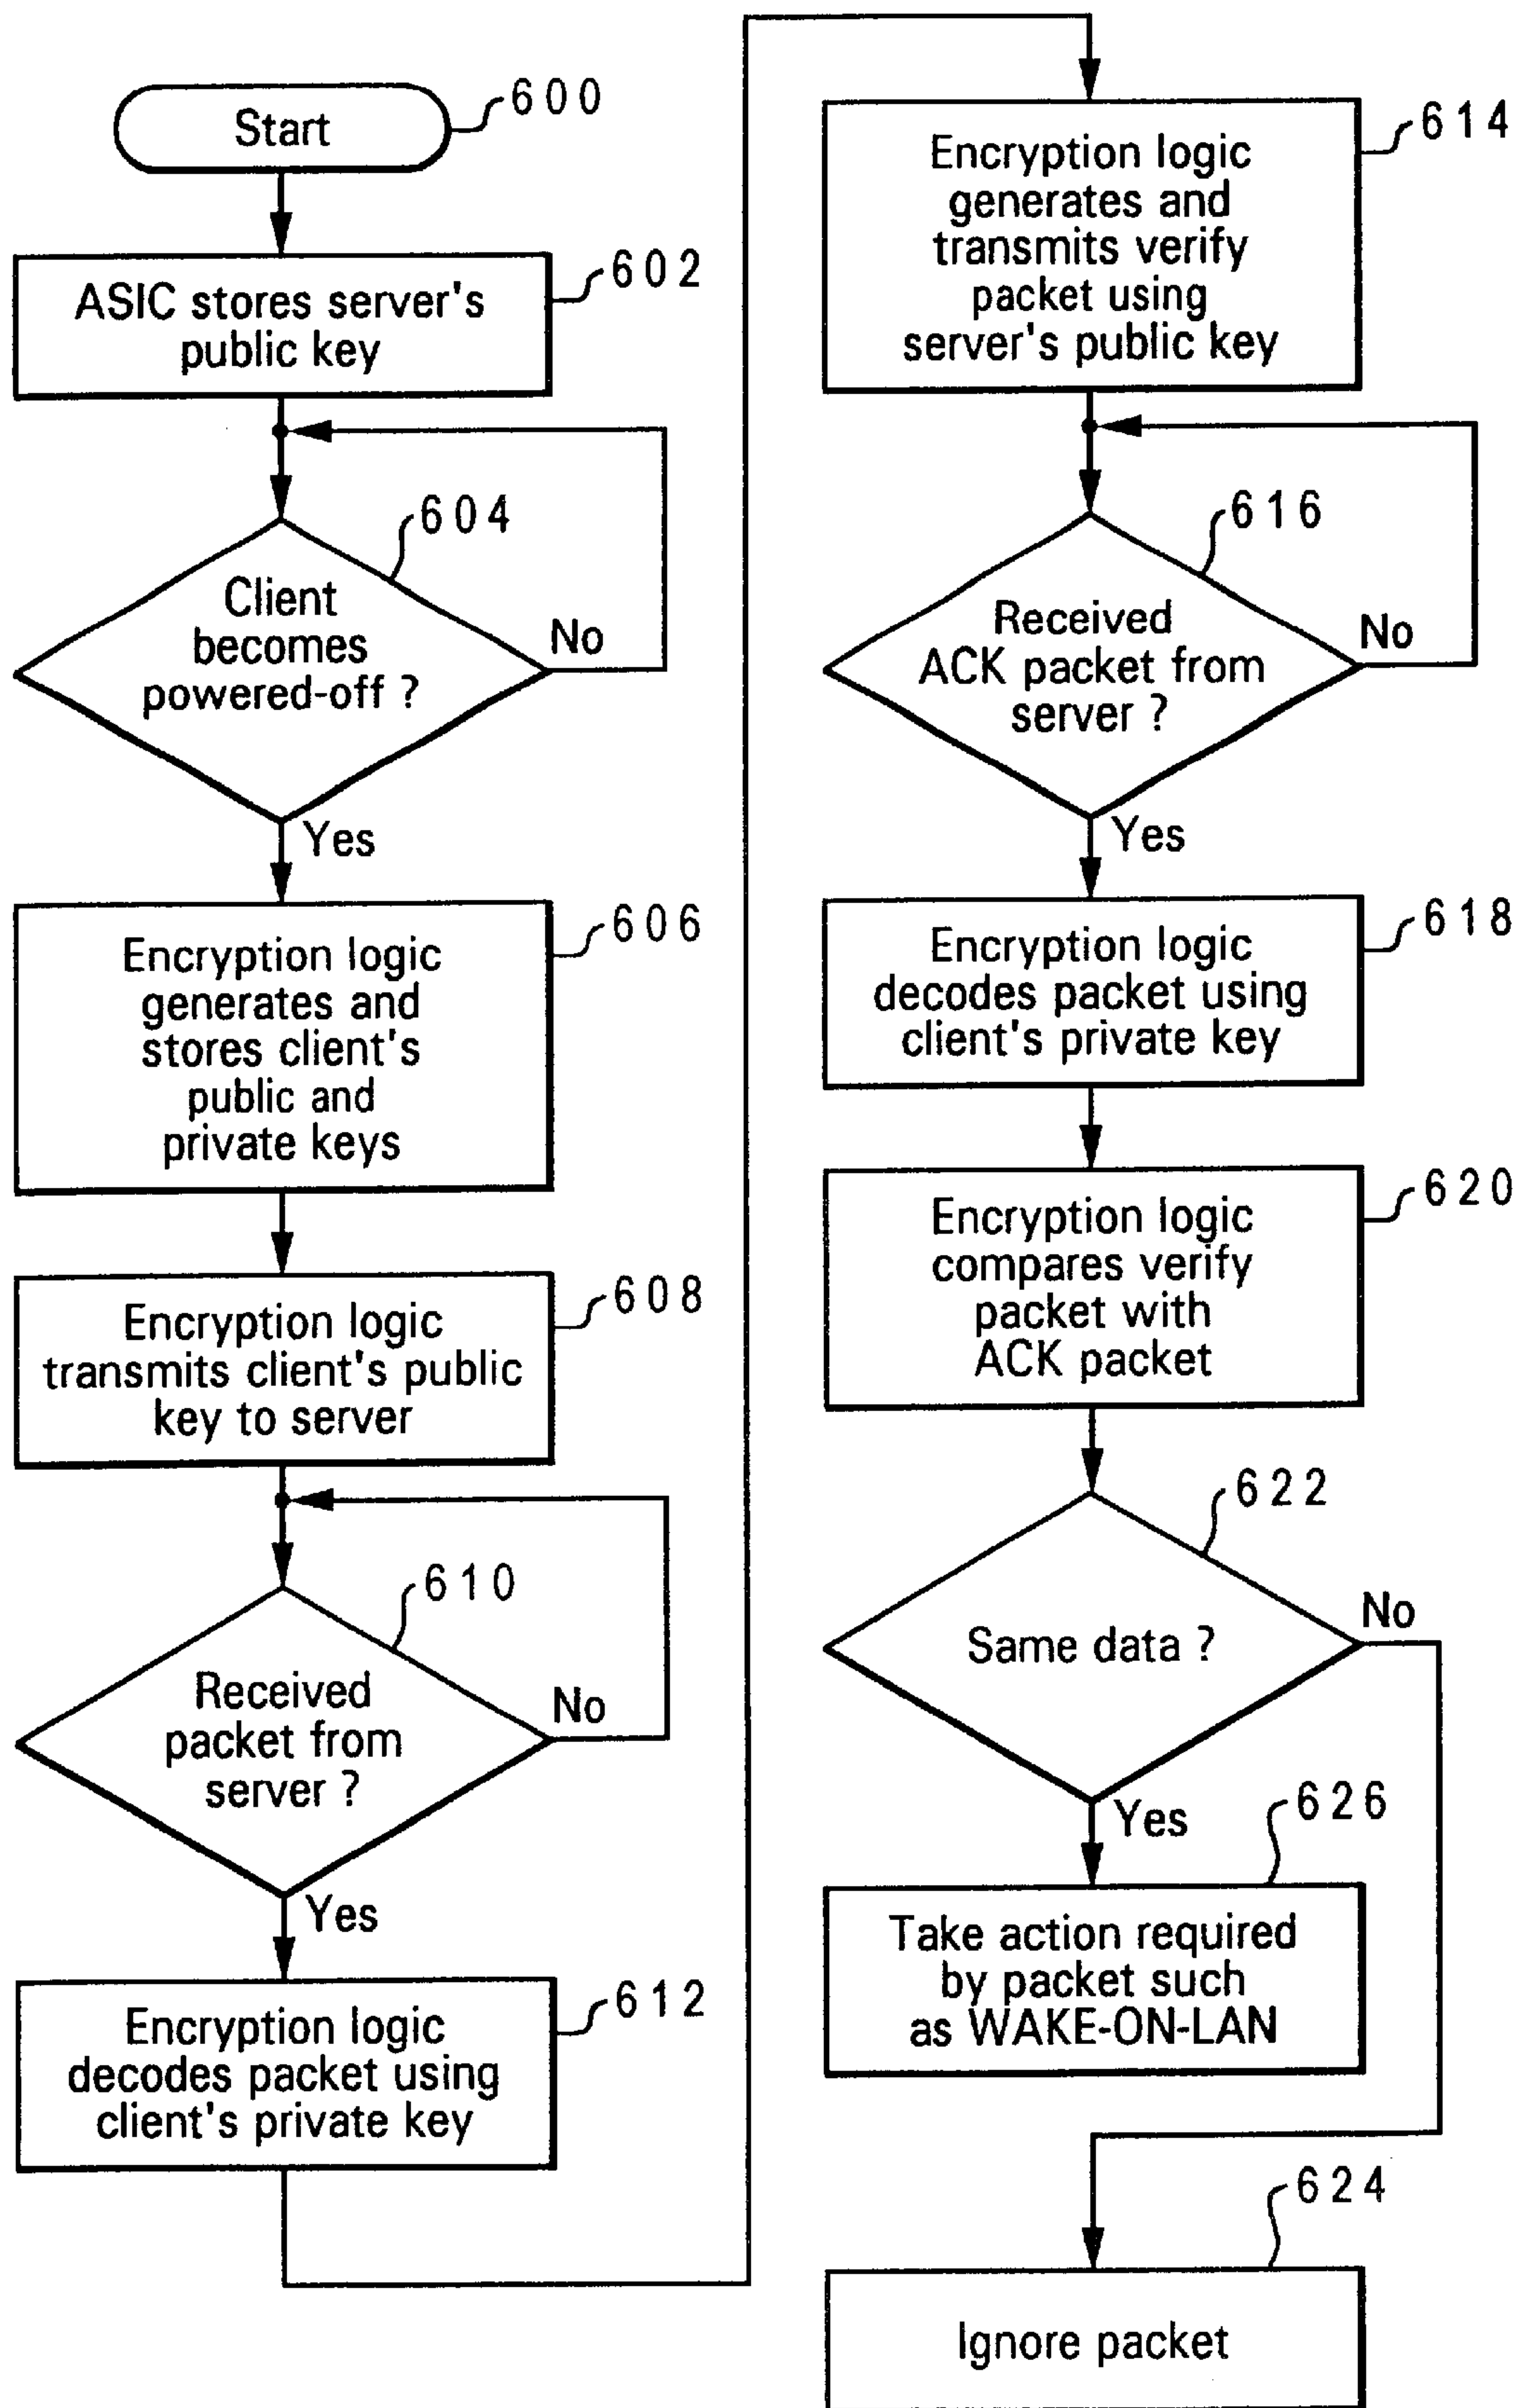 Start
600
ASIC stores server's
public key
602
604
Client
becomes
powered-off ?
No
Yes
606
Encryption logic
generates and
stores client's
public and
private keys
608
Encryption logic
transmits client's public
key to server
610
Received
packet from
server ?
No
Yes
612
Encryption logic
decodes packet using
client's private key
614
Encryption logic
generates and
transmits verify
packet using
server's public key
616
Received
ACK packet from
server ?
No
Yes
618
Encryption logic
decodes packet using
client's private key
620
Encryption logic
compares verify
packet with
ACK packet
622
Same data ?
No
Yes
626
Take action required
by packet such
as WAKE-ON-LAN
624
Ignore packet